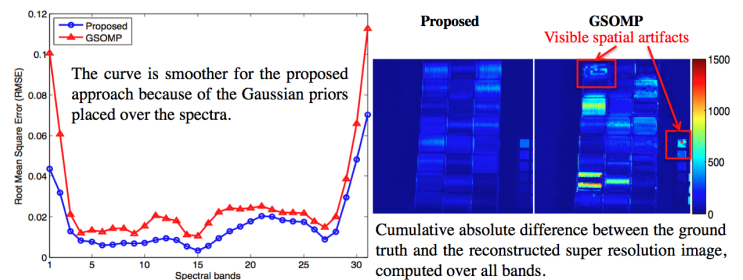 0.12
0.1
0.08
0.06
0.04
0.02
0
1
5
10
15
20
25
30
Root Mean Square Error (RMSE)
Spectral bands
Proposed
GSOMP
The curve is smoother for the proposed
approach because of the Gaussian priors
placed over the spectra.
Proposed
GSOMP
Visible spatial artifacts
1500
1000
500
0
Cumulative absolute difference between the ground
truth and the reconstructed super resolution image,
computed over all bands.